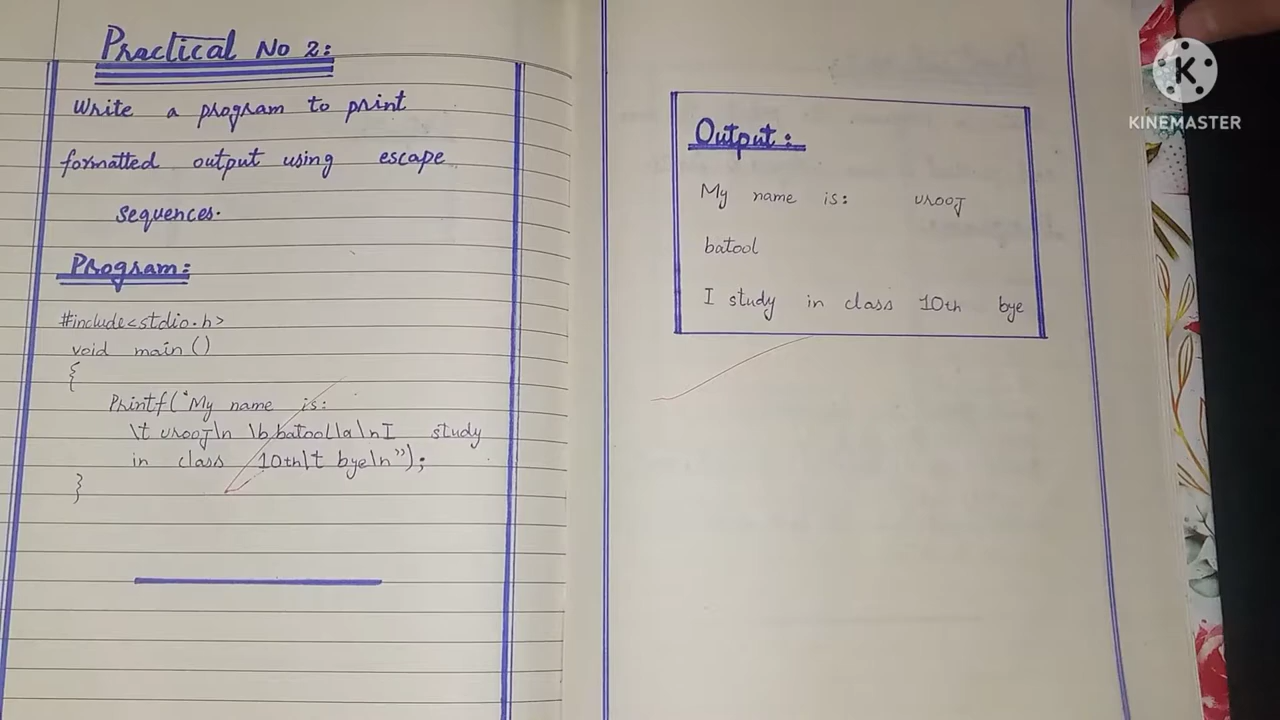 Practical No 2:
Write a program to print
formatted output using escape
sequences.
Program:
#include<stdio.h>
void main()
{
Printf("My name is:
\t urooj\n \b batool\a\nI study
in class 10th\t bye\n");
}
Output:
My name is: urooj
batool
I study in class 10th bye
K
KINEMASTER